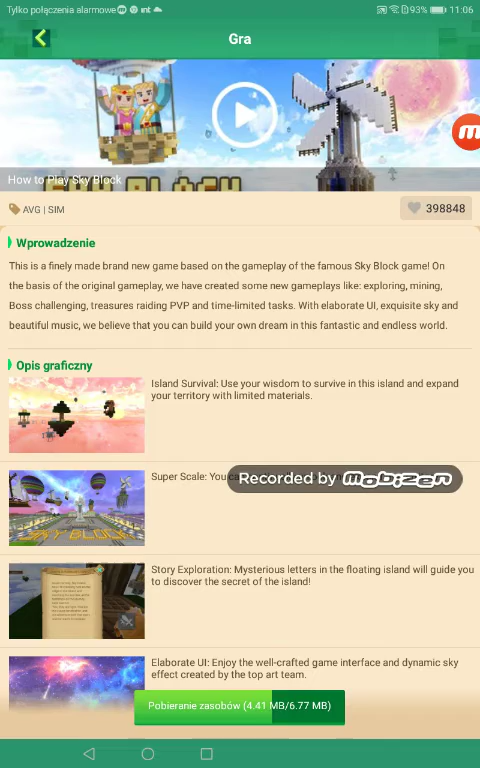 Tylko połączenia alarmowe
93% 11:06
Gra
How to Play Sky Block
AVG | SIM
398848
Wprowadzenie
This is a finely made brand new game based on the gameplay of the famous Sky Block game! On
the basis of the original gameplay, we have created some new gameplays like: exploring, mining,
Boss challenging, treasures raiding PVP and time-limited tasks. With elaborate UI, exquisite sky and
beautiful music, we believe that you can build your own dream in this fantastic and endless world.
Opis graficzny
Island Survival: Use your wisdom to survive in this island and expand
your territory with limited materials.
Super Scale: You
Recorded by mobizen
Story Exploration: Mysterious letters in the floating island will guide you
to discover the secret of the island!
Elaborate UI: Enjoy the well-crafted game interface and dynamic sky
effect created by the top art team.
Pobieranie zasobów (4.41 MB/6.77 MB)